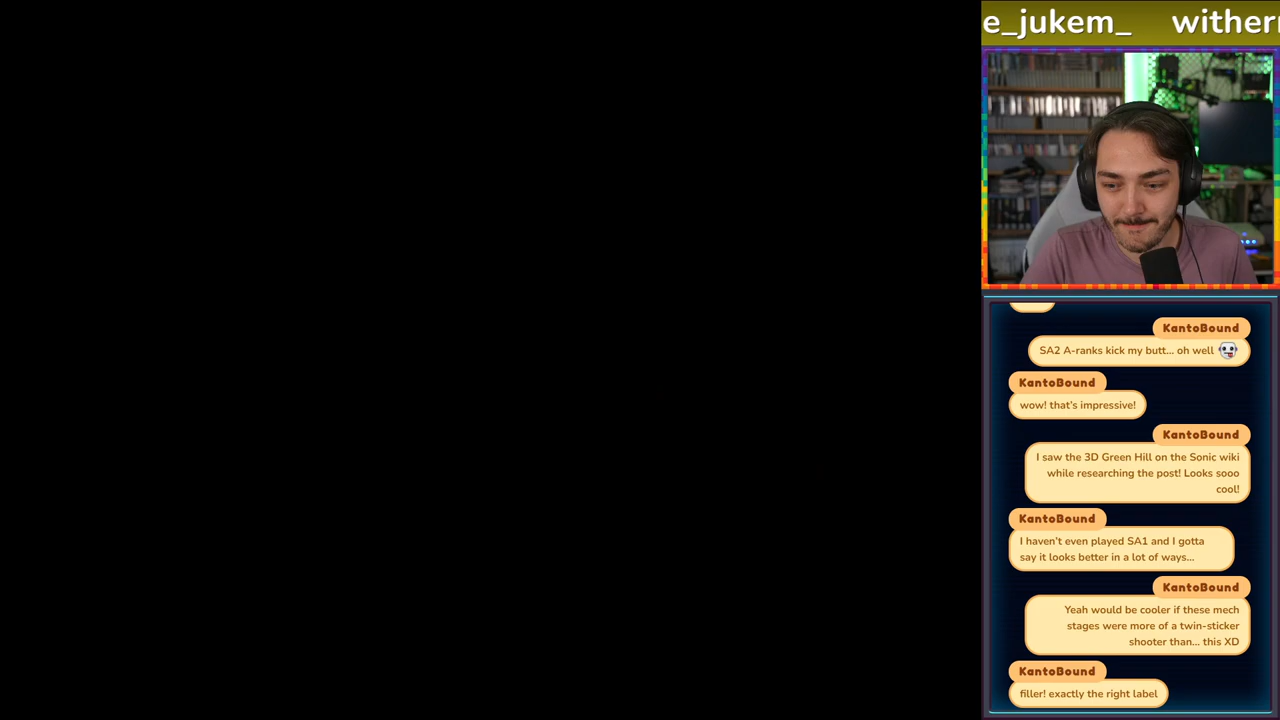 e_jukem_ wither
KantoBound
SA2 A-ranks kick my butt... oh well
KantoBound
wow! that's impressive!
KantoBound
I saw the 3D Green Hill on the Sonic wiki
while researching the post! Looks sooo
cool!
KantoBound
I haven't even played SA1 and I gotta
say it looks better in a lot of ways...
KantoBound
Yeah would be cooler if these mech
stages were more of a twin-sticker
shooter than... this XD
KantoBound
filler! exactly the right label